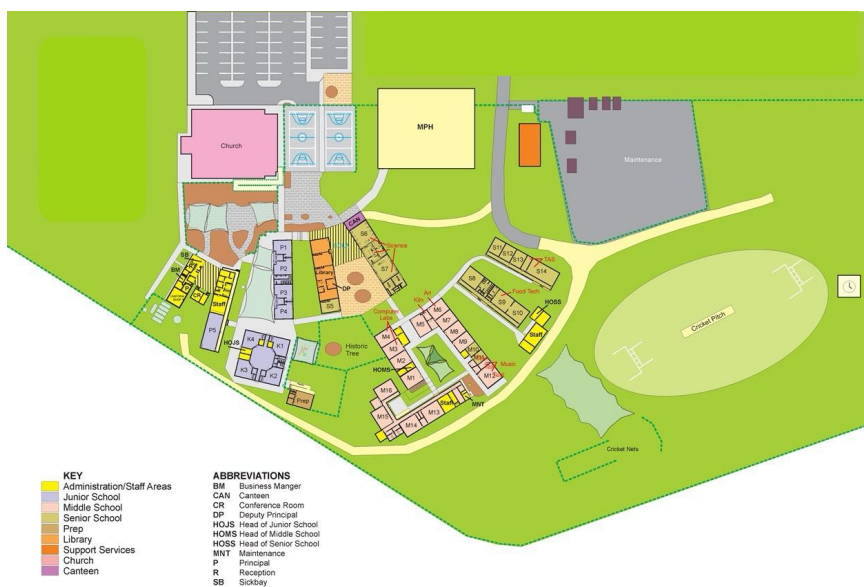 Church
MPH
Maintenance
CAN
S6
Science
S7
P1
P2
P3
P4
Library
DP
S5
SB
BM
CR
Staff
P5
HOJS
K4
K1
K3
K2
Prep
Historic
Tree
Computer
Labs
Art
Kiln
M6
M5
M7
M8
M9
M10
M12
Music
M4
M3
M2
M1
HOMS
M16
M15
M14
M13
Staff
MNT
S11
S12
S13
S14
TAS
S8
Food Tech
S9
S10
HOSS
Cricket Pitch
Cricket Nets
KEY
Administration/Staff Areas
Junior School
Middle School
Senior School
Prep
Library
Support Services
Church
Canteen
ABBREVIATIONS
BM Business Manger
CAN Canteen
CR Conference Room
DP Deputy Principal
HOJS Head of Junior School
HOMS Head of Middle School
HOSS Head of Senior School
MNT Maintenance
P Principal
R Reception
SB Sickbay